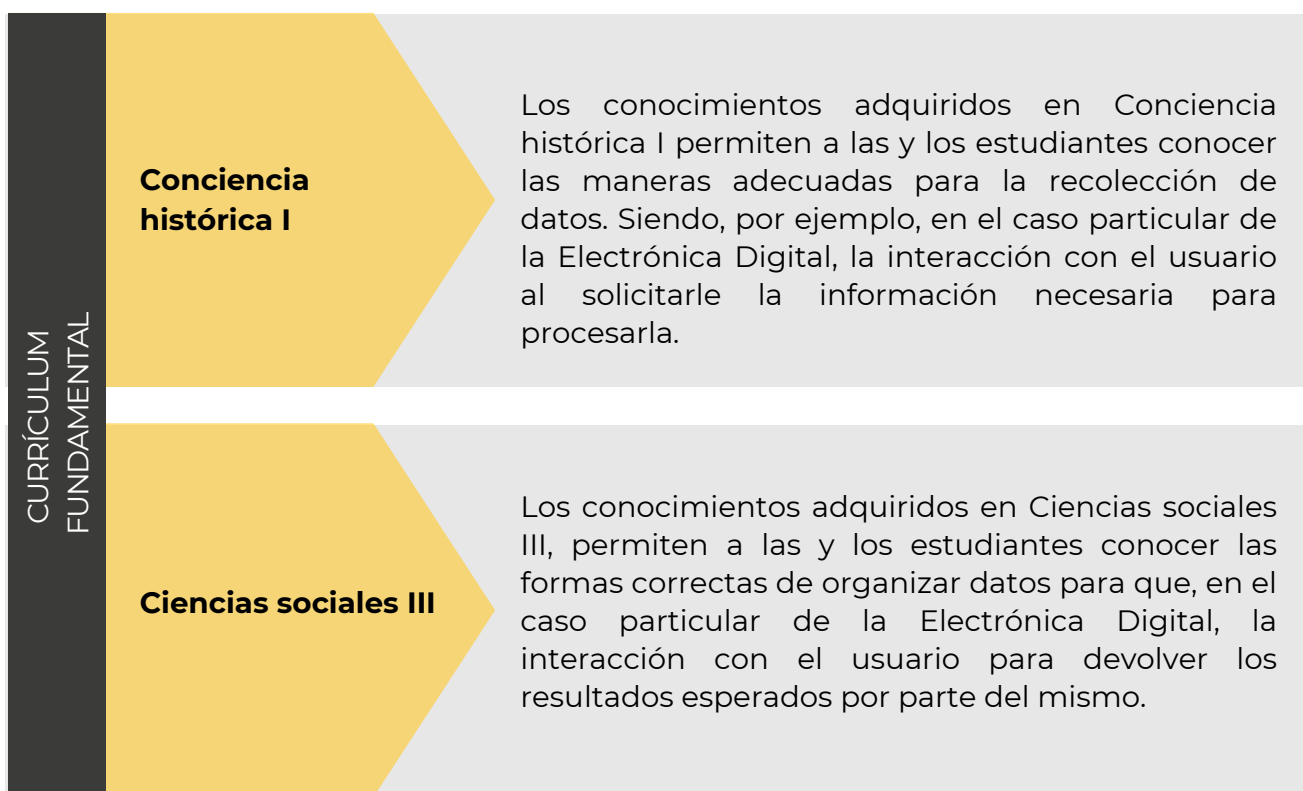 CURRÍCULUM
FUNDAMENTAL
Conciencia
histórica I
Los conocimientos adquiridos en Conciencia
histórica I permiten a las y los estudiantes conocer
las maneras adecuadas para la recolección de
datos. Siendo, por ejemplo, en el caso particular de
la Electrónica Digital, la interacción con el usuario
al solicitarle la información necesaria para
procesarla.
Ciencias sociales III
Los conocimientos adquiridos en Ciencias sociales
III, permiten a las y los estudiantes conocer las
formas correctas de organizar datos para que, en el
caso particular de la Electrónica Digital, la
interacción con el usuario para devolver los
resultados esperados por parte del mismo.